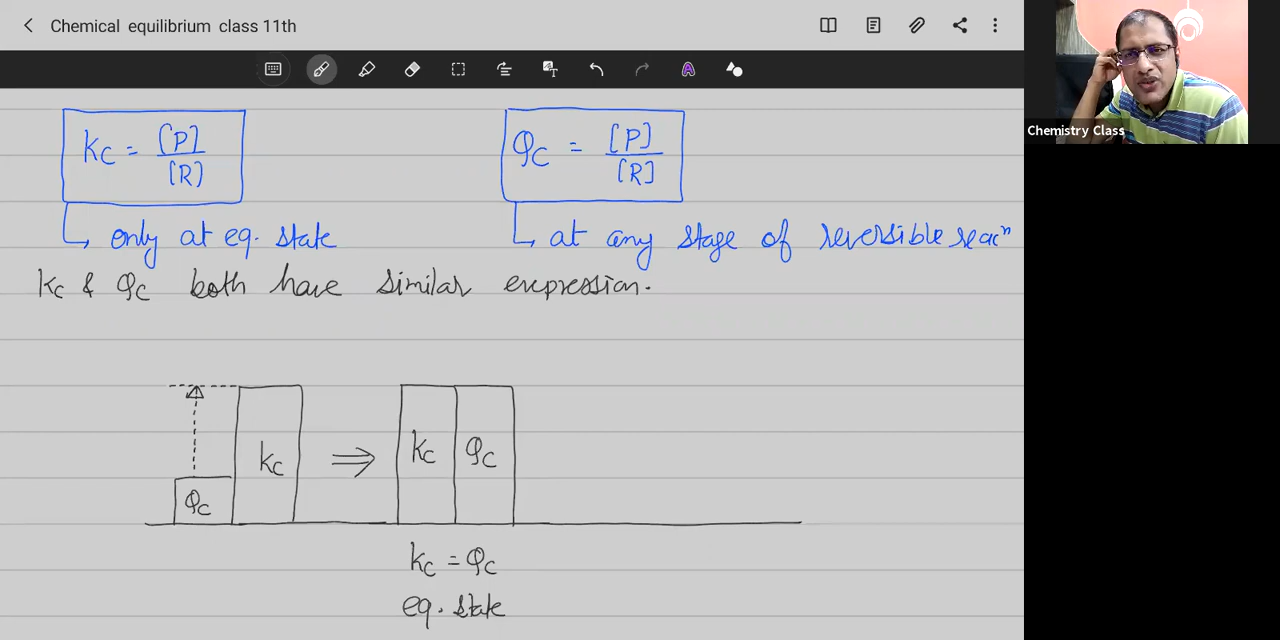 Chemical equilibrium class 11th
Chemistry Class
Kc = [P] / [R]
Qc = [P] / [R]
only at eq. state
at any stage of reversible reacⁿ
Kc & Qc both have similar expression.
Qc
Kc
⇒
Kc
Qc
Kc = Qc
eq. state